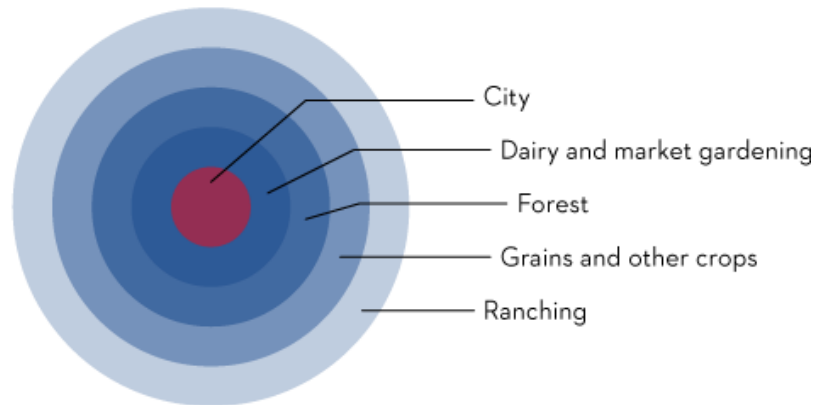 City
Dairy and market gardening
Forest
Grains and other crops
Ranching